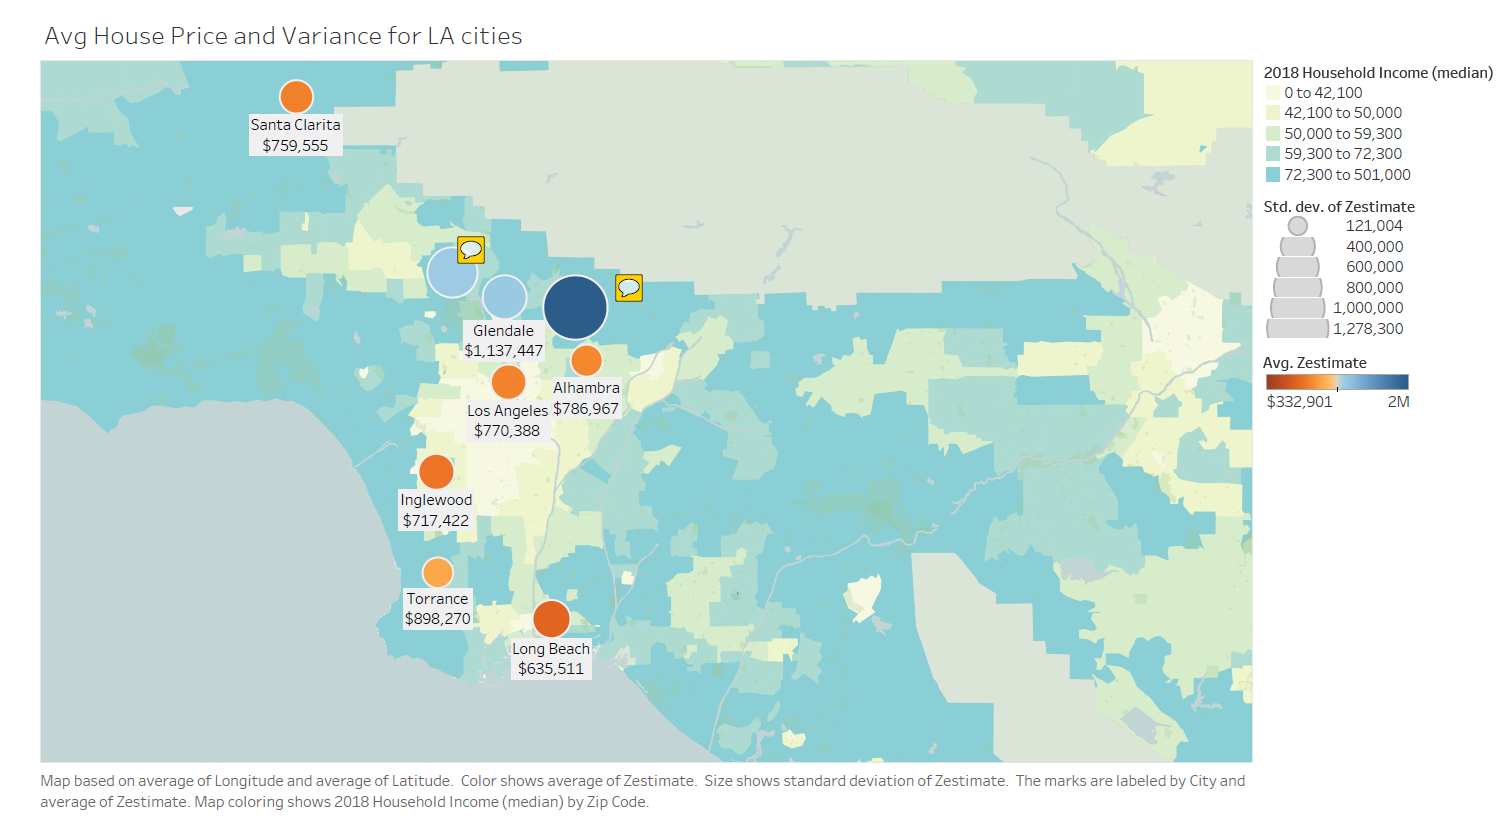 Avg House Price and Variance for LA cities
Santa Clarita
$759,555
Glendale
$1,137,447
Alhambra
$786,967
Los Angeles
$770,388
Inglewood
$717,422
Torrance
$898,270
Long Beach
$635,511
2018 Household Income (median)
0 to 42,100
42,100 to 50,000
50,000 to 59,300
59,300 to 72,300
72,300 to 501,000
Std. dev. of Zestimate
121,004
400,000
600,000
800,000
1,000,000
1,278,300
Avg. Zestimate
$332,901 2M
Map based on average of Longitude and average of Latitude.  Color shows average of Zestimate.  Size shows standard deviation of Zestimate.  The marks are labeled by City and
average of Zestimate. Map coloring shows 2018 Household Income (median) by Zip Code.